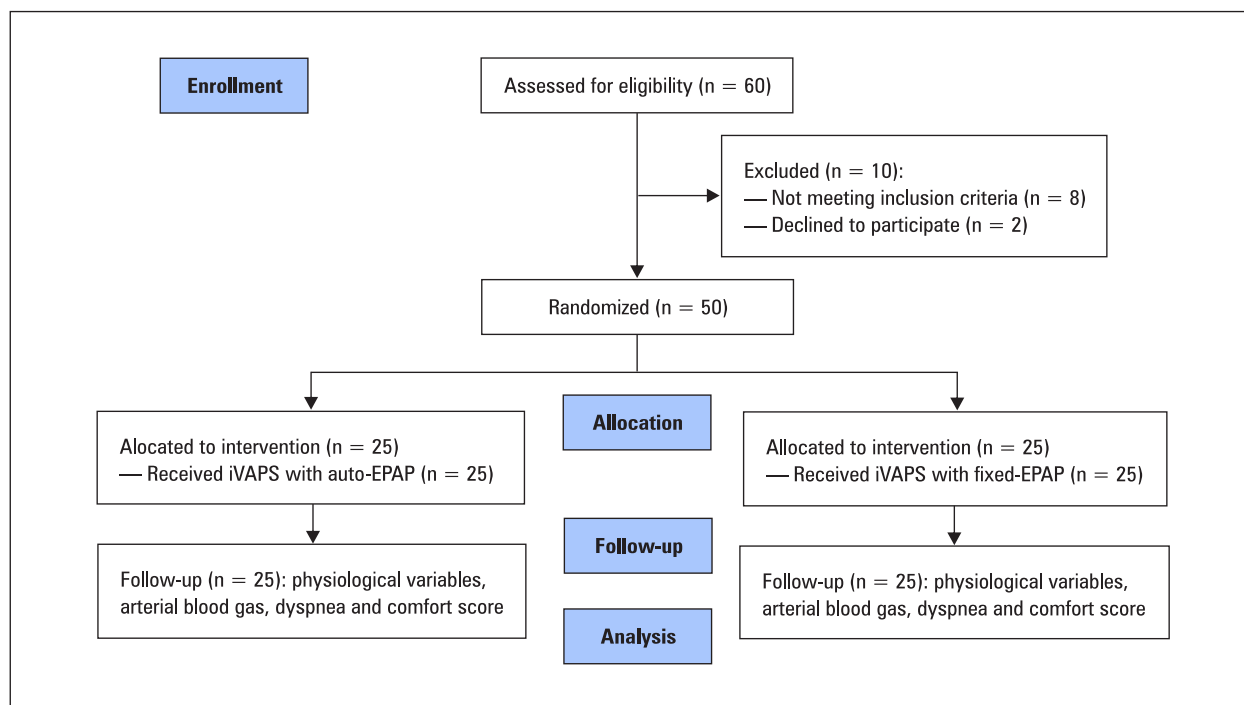 Enrollment
Assessed for eligibility (n = 60)
Excluded (n = 10):
— Not meeting inclusion criteria (n = 8)
— Declined to participate (n = 2)
Randomized (n = 50)
Allocation
Alocated to intervention (n = 25)
— Received iVAPS with auto-EPAP (n = 25)
Allocated to intervention (n = 25)
— Received iVAPS with fixed-EPAP (n = 25)
Follow-up
Follow-up (n = 25): physiological variables,
arterial blood gas, dyspnea and comfort score
Follow-up (n = 25): physiological variables,
arterial blood gas, dyspnea and comfort score
Analysis